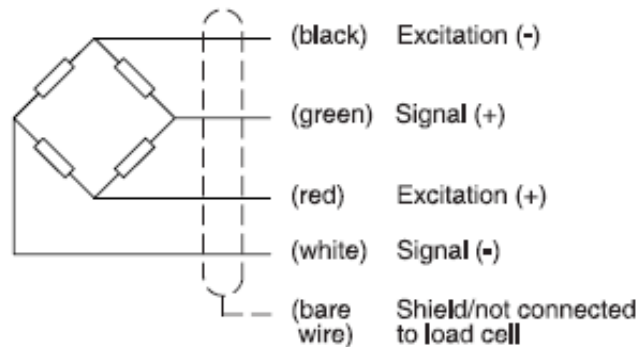 (black) Excitation (-)
(green) Signal (+)
(red) Excitation (+)
(white) Signal (-)
(bare Shield/not connected
wire) to load cell